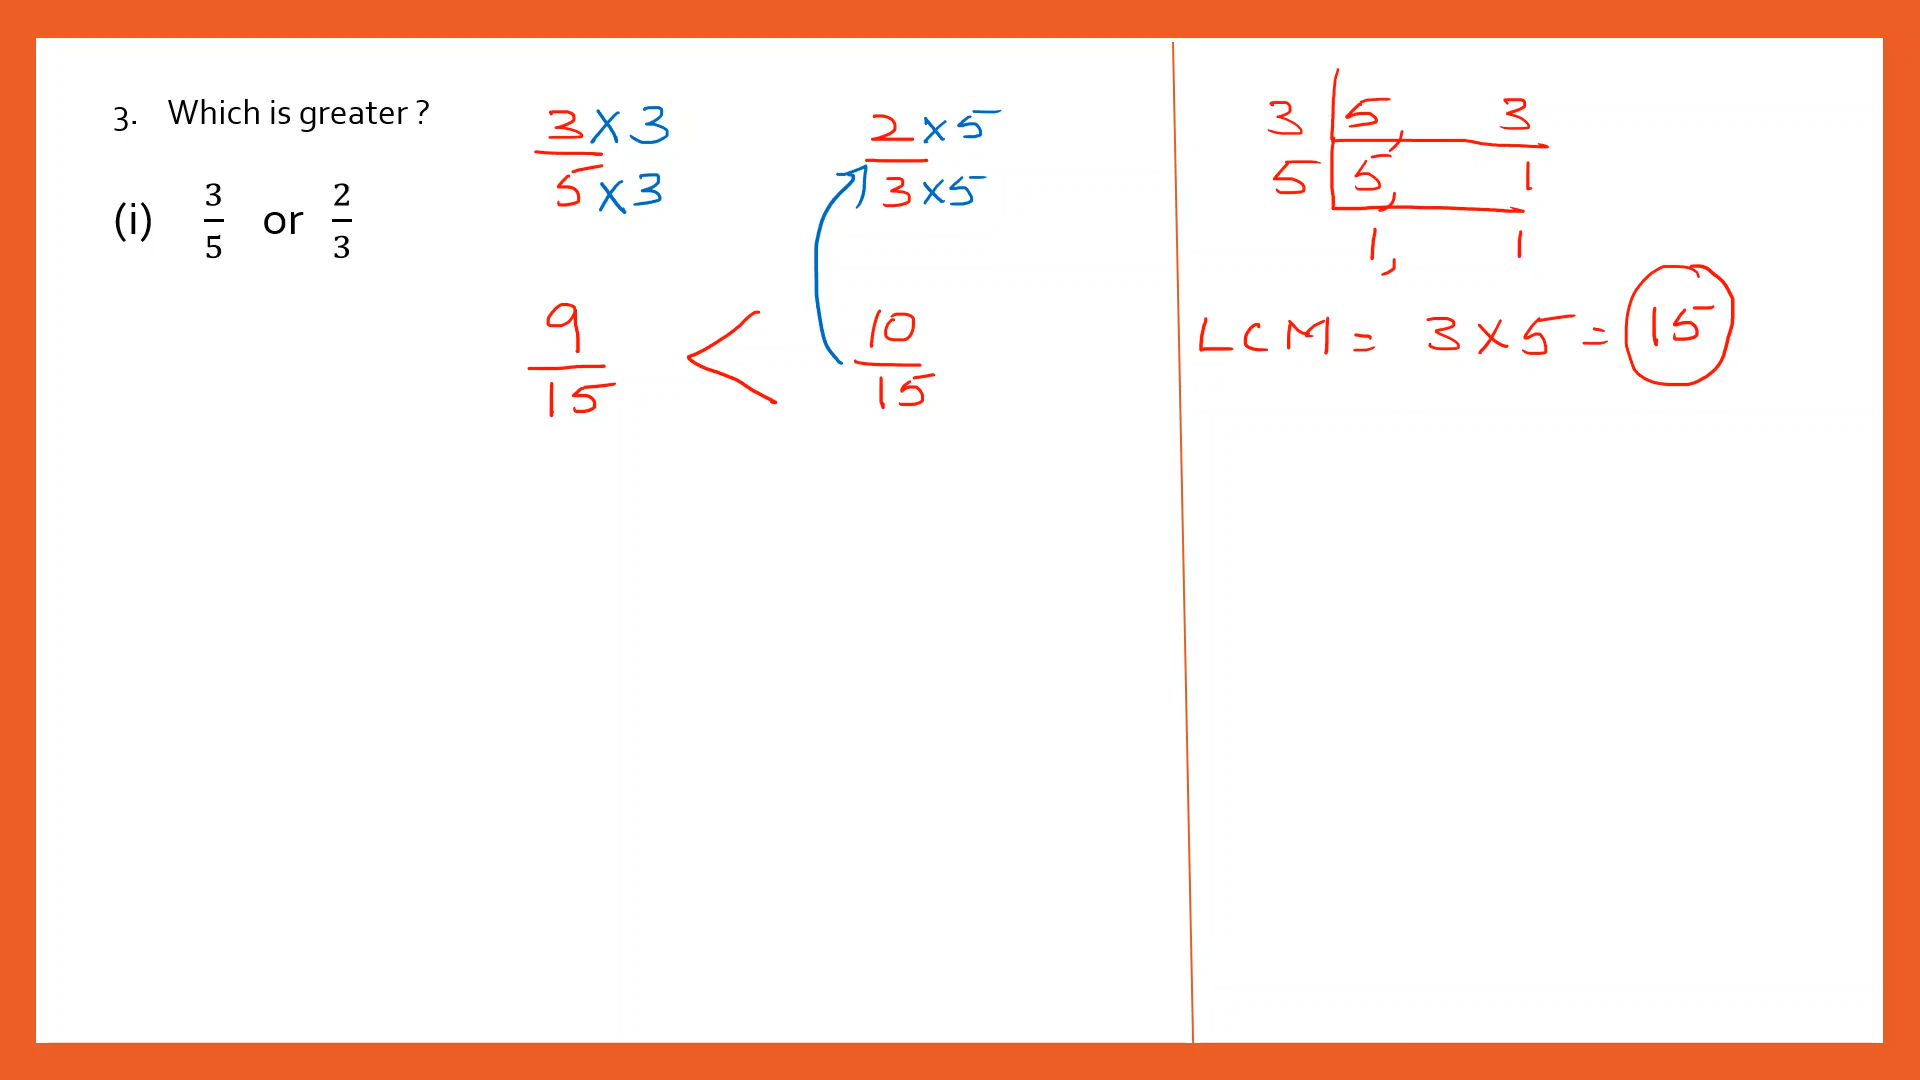 3. Which is greater ?
(i) 3/5 or 2/3
3 × 3 / 5 × 3
2 × 5 / 3 × 5
9/15 < 10/15
3 | 5, 3
5 | 5, 1
1, 1
LCM = 3 × 5 = 15